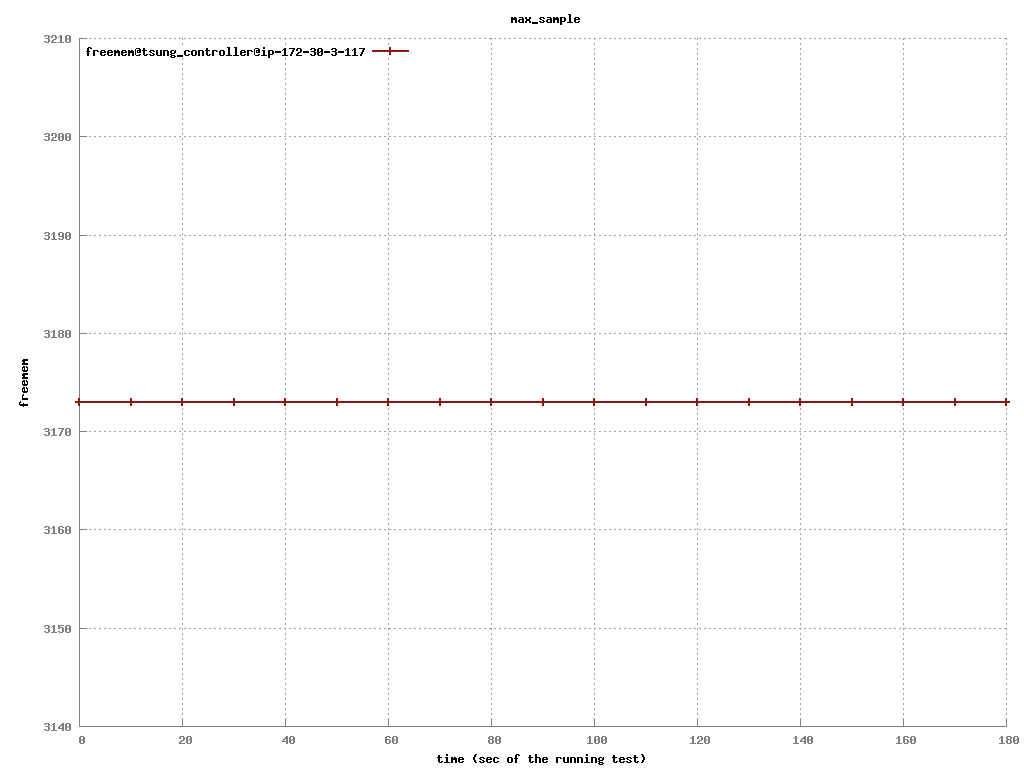 max_sample
freemem@tsung_controller@ip-172-30-3-117
3210
3200
3190
3180
3170
3160
3150
3140
freemem
0 20 40 60 80 100 120 140 160 180
time (sec of the running test)